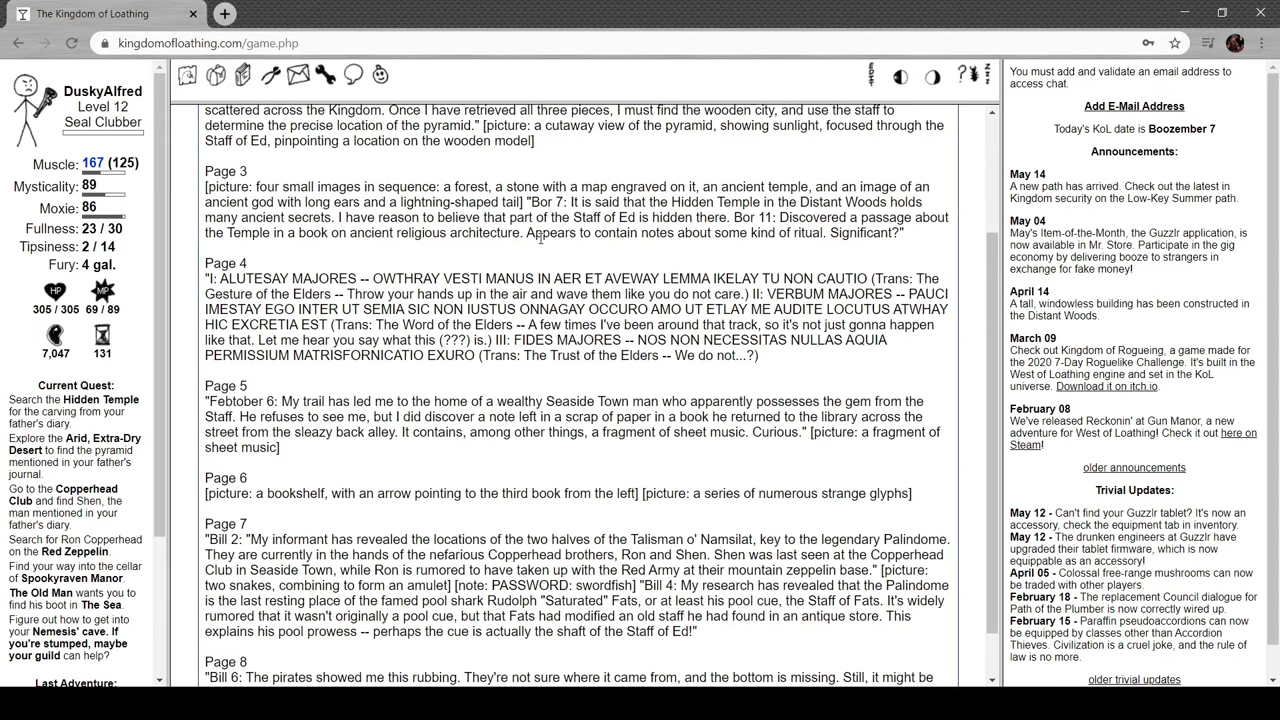 The Kingdom of Loathing
kingdomofloathing.com/game.php
DuskyAlfred
Level 12
Seal Clubber
Muscle: 167 (125)
Mysticality: 89
Moxie: 86
Fullness: 23 / 30
Tipsiness: 2 / 14
Fury: 4 gal.
HP MP
305 / 305 69 / 89
7,047 131
Current Quest:
Search the Hidden Temple
for the carving from your
father's diary.
Explore the Arid, Extra-Dry
Desert to find the pyramid
mentioned in your father's
journal.
Go to the Copperhead
Club and find Shen, the
man mentioned in your
father's diary.
Search for Ron Copperhead
on the Red Zeppelin.
Find your way into the cellar
of Spookyraven Manor.
The Old Man wants you to
find his boot in The Sea.
Figure out how to get into
your Nemesis' cave. If
you're stumped, maybe
your guild can help?
Last Adventure:
scattered across the Kingdom. Once I have retrieved all three pieces, I must find the wooden city, and use the staff to
determine the precise location of the pyramid." [picture: a cutaway view of the pyramid, showing sunlight, focused through the
Staff of Ed, pinpointing a location on the wooden model]
Page 3
[picture: four small images in sequence: a forest, a stone with a map engraved on it, an ancient temple, and an image of an
ancient god with long ears and a lightning-shaped tail] "Bor 7: It is said that the Hidden Temple in the Distant Woods holds
many ancient secrets. I have reason to believe that part of the Staff of Ed is hidden there. Bor 11: Discovered a passage about
the Temple in a book on ancient religious architecture. Appears to contain notes about some kind of ritual. Significant?"
Page 4
"I: ALUTESAY MAJORES -- OWTHRAY VESTI MANUS IN AER ET AVEWAY LEMMA IKELAY TU NON CAUTIO (Trans: The
Gesture of the Elders -- Throw your hands up in the air and wave them like you do not care.) II: VERBUM MAJORES -- PAUCI
IMESTAY EGO INTER UT SEMIA SIC NON IUSTUS ONNAGAY OCCURO AMO UT ETLAY ME AUDITE LOCUTUS ATWHAY
HIC EXCRETIA EST (Trans: The Word of the Elders -- A few times I've been around that track, so it's not just gonna happen
like that. Let me hear you say what this (???) is.) III: FIDES MAJORES -- NOS NON NECESSITAS NULLAS AQUIA
PERMISSIUM MATRISFORNICATIO EXURO (Trans: The Trust of the Elders -- We do not...?)
Page 5
"Febtober 6: My trail has led me to the home of a wealthy Seaside Town man who apparently possesses the gem from the
Staff. He refuses to see me, but I did discover a note left in a scrap of paper in a book he returned to the library across the
street from the sleazy back alley. It contains, among other things, a fragment of sheet music. Curious." [picture: a fragment of
sheet music]
Page 6
[picture: a bookshelf, with an arrow pointing to the third book from the left] [picture: a series of numerous strange glyphs]
Page 7
"Bill 2: "My informant has revealed the locations of the two halves of the Talisman o' Namsilat, key to the legendary Palindome.
They are currently in the hands of the nefarious Copperhead brothers, Ron and Shen. Shen was last seen at the Copperhead
Club in Seaside Town, while Ron is rumored to have taken up with the Red Army at their mountain zeppelin base." [picture:
two snakes, combining to form an amulet] [note: PASSWORD: swordfish] "Bill 4: My research has revealed that the Palindome
is the last resting place of the famed pool shark Rudolph "Saturated" Fats, or at least his pool cue, the Staff of Fats. It's widely
rumored that it wasn't originally a pool cue, but that Fats had modified an old staff he had found in an antique store. This
explains his pool prowess -- perhaps the cue is actually the shaft of the Staff of Ed!"
Page 8
"Bill 6: The pirates showed me this rubbing. They're not sure where it came from, and the bottom is missing. Still, it might be
You must add and validate an email address to
access chat.
Add E-Mail Address
Today's KoL date is Boozember 7
Announcements:
May 14
A new path has arrived. Check out the latest in
Kingdom security on the Low-Key Summer path.
May 04
May's Item-of-the-Month, the Guzzlr application, is
now available in Mr. Store. Participate in the gig
economy by delivering booze to strangers in
exchange for fake money!
April 14
A tall, windowless building has been constructed in
the Distant Woods.
March 09
Check out Kingdom of Rogueing, a game made for
the 2020 7-Day Roguelike Challenge. It's built in the
West of Loathing engine and set in the KoL
universe. Download it on itch.io.
February 08
We've released Reckonin' at Gun Manor, a new
adventure for West of Loathing! Check it out here on
Steam!
older announcements
Trivial Updates:
May 12 - Can't find your Guzzlr tablet? It's now an
accessory, check the equipment tab in inventory.
May 12 - The drunken engineers at Guzzlr have
upgraded their tablet firmware, which is now
equippable as an accessory!
April 05 - Colossal free-range mushrooms can now
be traded with other players.
February 18 - The replacement Council dialogue for
Path of the Plumber is now correctly wired up.
February 15 - Paraffin pseudoaccordions can now
be equipped by classes other than Accordion
Thieves. Civilization is a cruel joke, and the rule of
law is no more.
older trivial updates